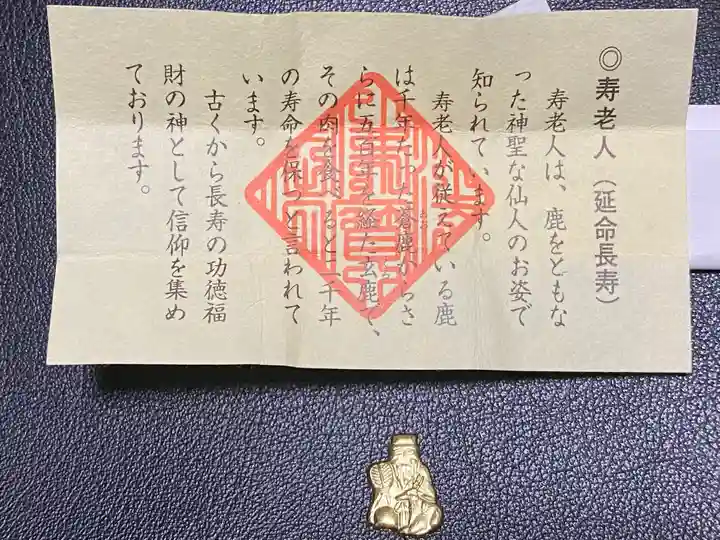 ◎寿老人（延命長寿）
寿老人は、鹿をともな
った神聖な仙人のお姿で
知られています。
寿老人が従えている鹿
は千年たった蒼鹿からさ
らに五百年を経た玄鹿で、
その肉を食べると二千年
の寿命を保つと言われて
います。
古くから長寿の功徳福
財の神として信仰を集め
ております。